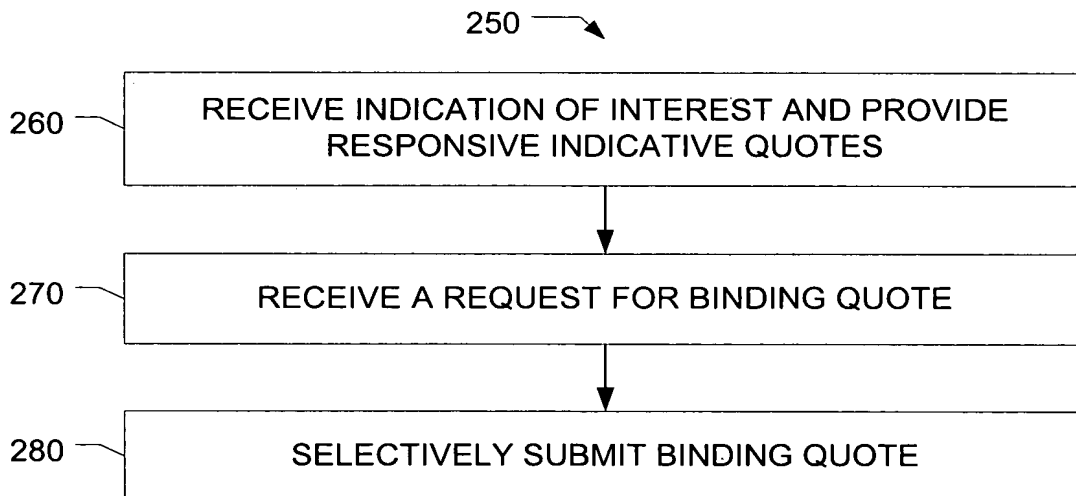 250
260
RECEIVE INDICATION OF INTEREST AND PROVIDE
RESPONSIVE INDICATIVE QUOTES
270
RECEIVE A REQUEST FOR BINDING QUOTE
280
SELECTIVELY SUBMIT BINDING QUOTE